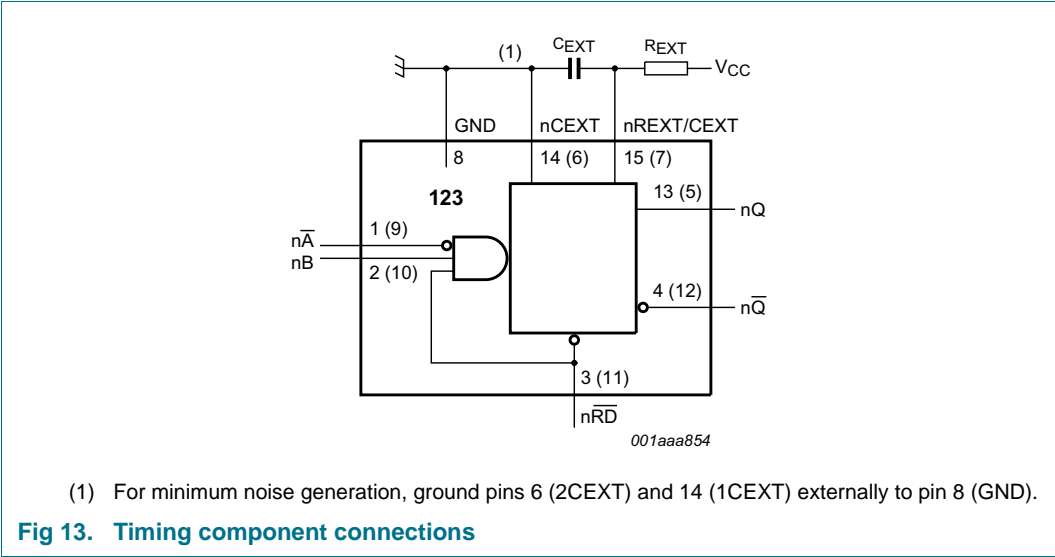 (1)
CEXT
REXT
VCC
GND
nCEXT
nREXT/CEXT
8
14 (6)
15 (7)
123
13 (5)
nQ
1 (9)
nA̅
nB
2 (10)
4 (12)
nQ̅
3 (11)
nR̅D̅
001aaa854
(1) For minimum noise generation, ground pins 6 (2CEXT) and 14 (1CEXT) externally to pin 8 (GND).
Fig 13. Timing component connections